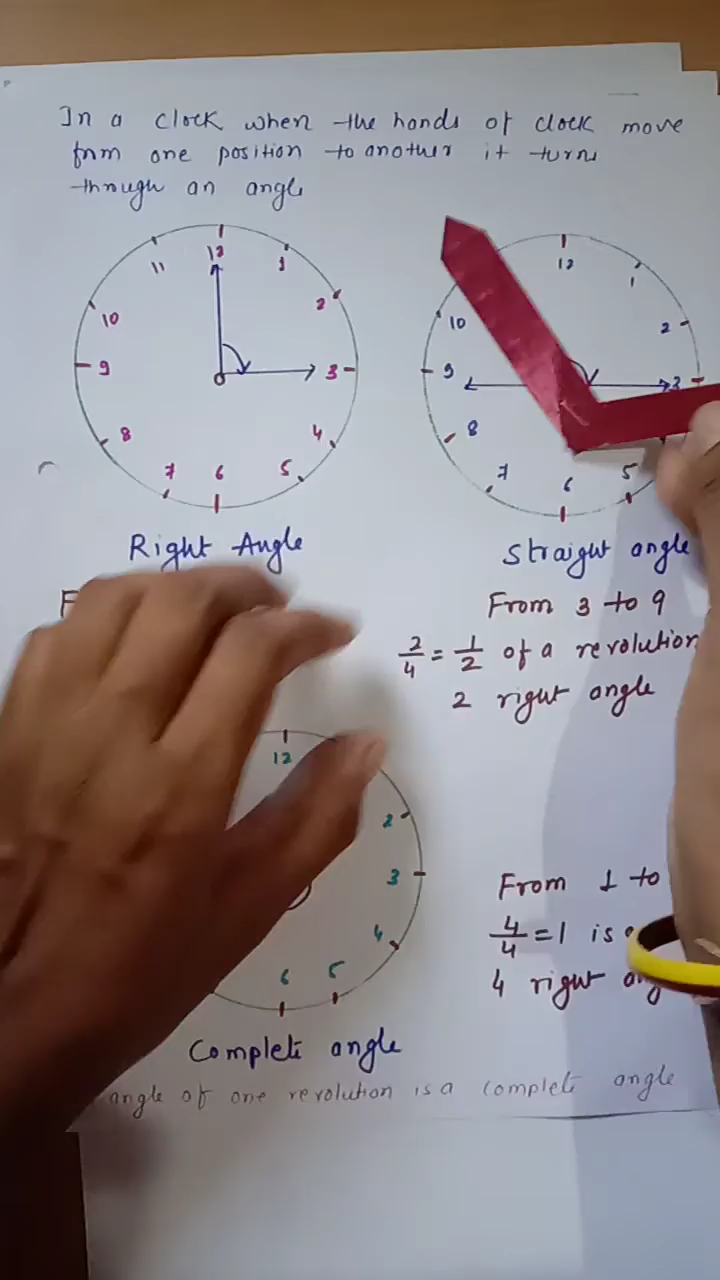 In a clock when the hands of clock move
from one position to another it turns
through an angle
12
11 1
10 2
9 3
8 4
7 6 5
Right Angle
12
1
10 2
9 3
8
7 6 5
Straight angle
From 3 to 9
2/4 = 1/2 of a revolution
2 right angle
12
2
3
4
6 5
Complete angle
From 1 to
4/4 = 1 is
4 right
angle of one revolution is a complete angle